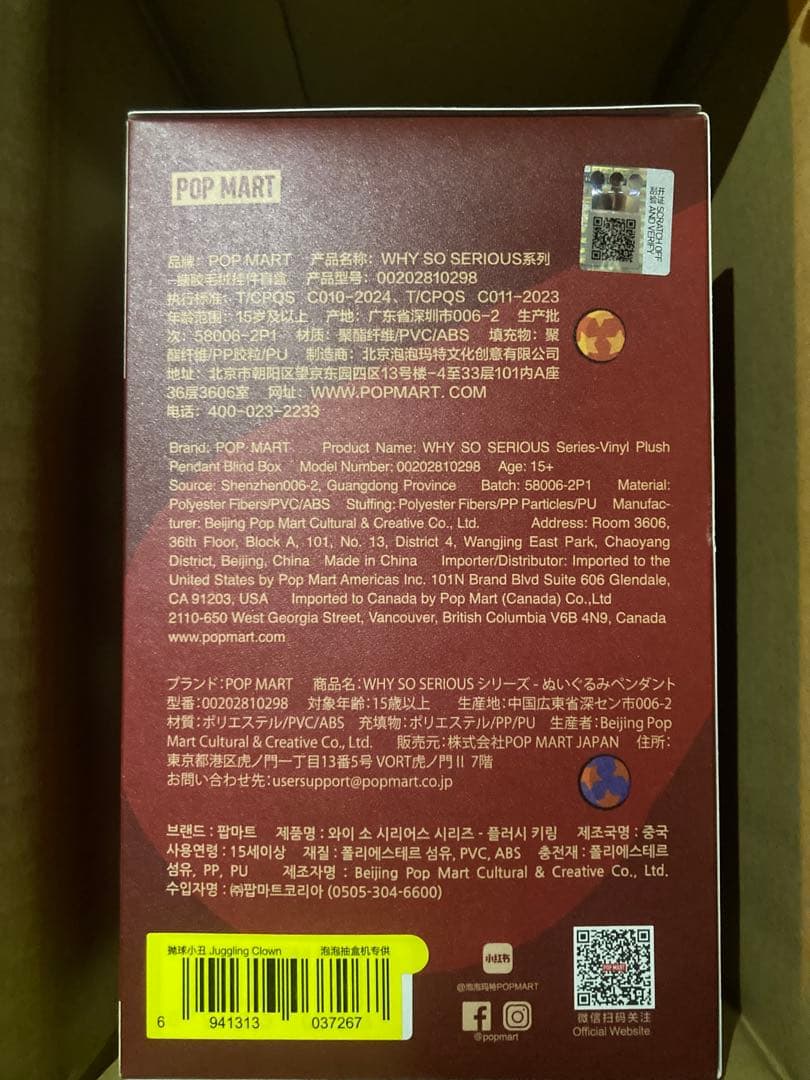 POP MART
开涂 SCRATCH OFF
刮验 AND VERIFY
品牌：POP MART 产品名称：WHY SO SERIOUS系列
—搪胶毛绒挂件盲盒 产品型号：00202810298
执行标准：T/CPQS C010-2024、T/CPQS C011-2023
年龄范围：15岁及以上 产地：广东省深圳市006-2 生产批
次：58006-2P1 材质：聚酯纤维/PVC/ABS 填充物：聚
酯纤维/PP胶粒/PU 制造商：北京泡泡玛特文化创意有限公司
地址：北京市朝阳区望京东园四区13号楼-4至33层101内A座
36层3606室 网址：WWW.POPMART.COM
电话：400-023-2233
Brand: POP MART Product Name: WHY SO SERIOUS Series-Vinyl Plush
Pendant Blind Box Model Number: 00202810298 Age: 15+
Source: Shenzhen006-2, Guangdong Province Batch: 58006-2P1 Material:
Polyester Fibers/PVC/ABS Stuffing: Polyester Fibers/PP Particles/PU Manufac-
turer: Beijing Pop Mart Cultural & Creative Co., Ltd. Address: Room 3606,
36th Floor, Block A, 101, No. 13, District 4, Wangjing East Park, Chaoyang
District, Beijing, China Made in China Importer/Distributor: Imported to the
United States by Pop Mart Americas Inc. 101N Brand Blvd Suite 606 Glendale,
CA 91203, USA Imported to Canada by Pop Mart (Canada) Co.,Ltd
2110-650 West Georgia Street, Vancouver, British Columbia V6B 4N9, Canada
www.popmart.com
ブランド：POP MART 商品名：WHY SO SERIOUS シリーズ - ぬいぐるみペンダント
型番：00202810298 対象年齢：15歳以上 生産地：中国広東省深セン市006-2
材質：ポリエステル/PVC/ABS 充填物：ポリエステル/PP/PU 生産者：Beijing Pop
Mart Cultural & Creative Co., Ltd. 販売元：株式会社POP MART JAPAN 住所：
東京都港区虎ノ門一丁目13番5号 VORT虎ノ門Ⅱ 7階
お問い合わせ先：usersupport@popmart.co.jp
브랜드 : 팝마트 제품명 : 와이 소 시리어스 시리즈 - 플러시 키링 제조국명 : 중국
사용연령 : 15세이상 재질 : 폴리에스테르 섬유, PVC, ABS 충전재 : 폴리에스테르
섬유, PP, PU 제조자명 : Beijing Pop Mart Cultural & Creative Co., Ltd.
수입자명 : ㈜팝마트코리아 (0505-304-6600)
抛球小丑 Juggling Clown 泡泡抽盒机专供
6 941313 037267
小红书
@泡泡玛特POPMART
@popmart
POP MART
微信扫码关注
Official Website